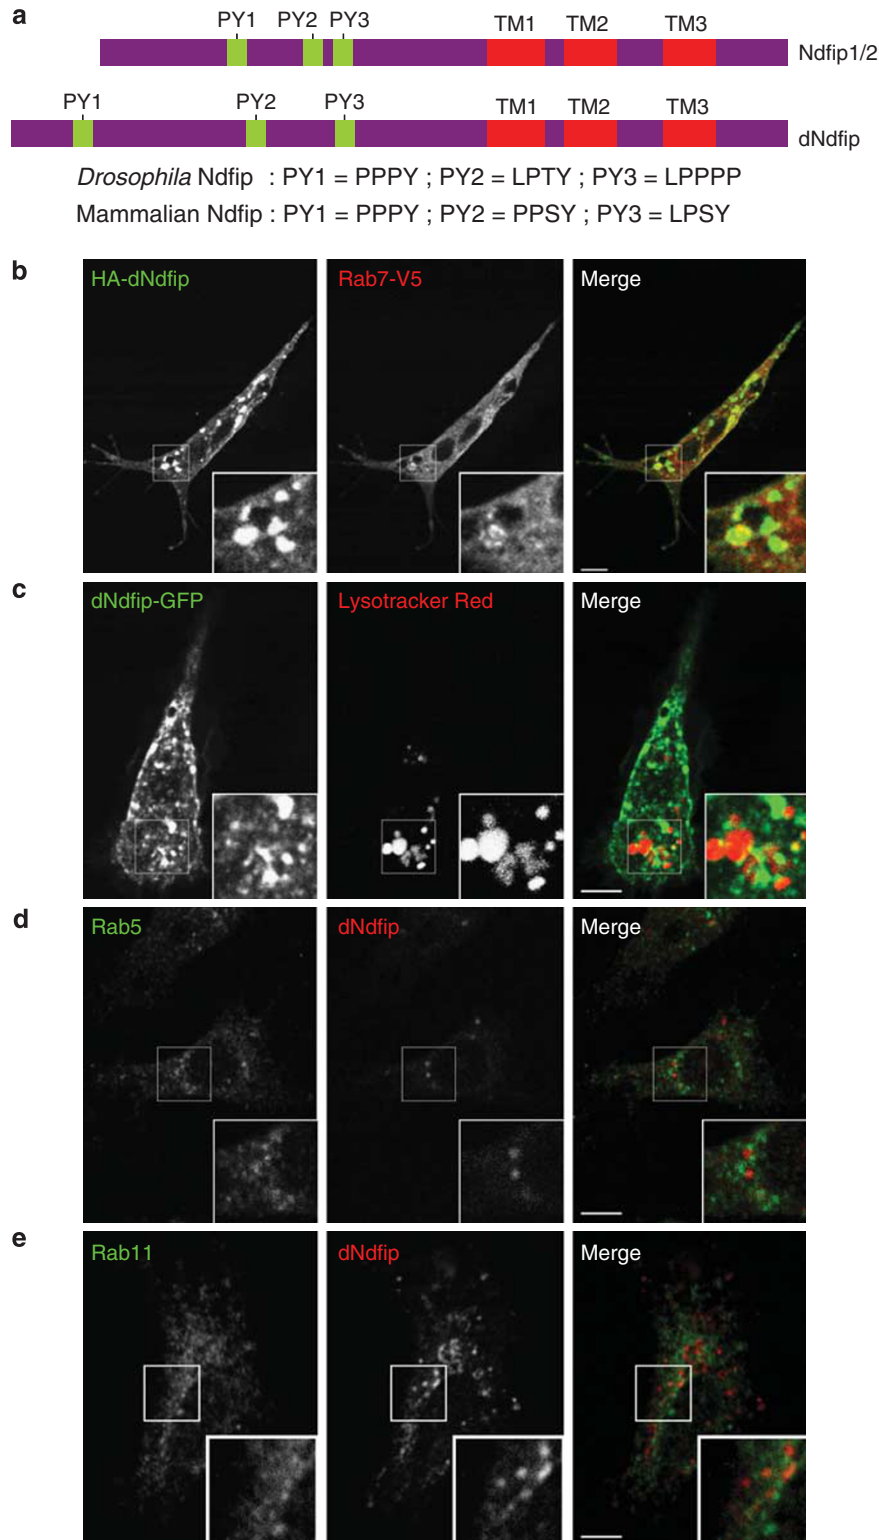 a
PY1 PY2 PY3 TM1 TM2 TM3
Ndfip1/2
PY1 PY2 PY3 TM1 TM2 TM3
dNdfip
Drosophila Ndfip : PY1 = PPPY ; PY2 = LPTY ; PY3 = LPPPP
Mammalian Ndfip : PY1 = PPPY ; PY2 = PPSY ; PY3 = LPSY
b
HA-dNdfip Rab7-V5 Merge
c
dNdfip-GFP Lysotracker Red Merge
d
Rab5 dNdfip Merge
e
Rab11 dNdfip Merge